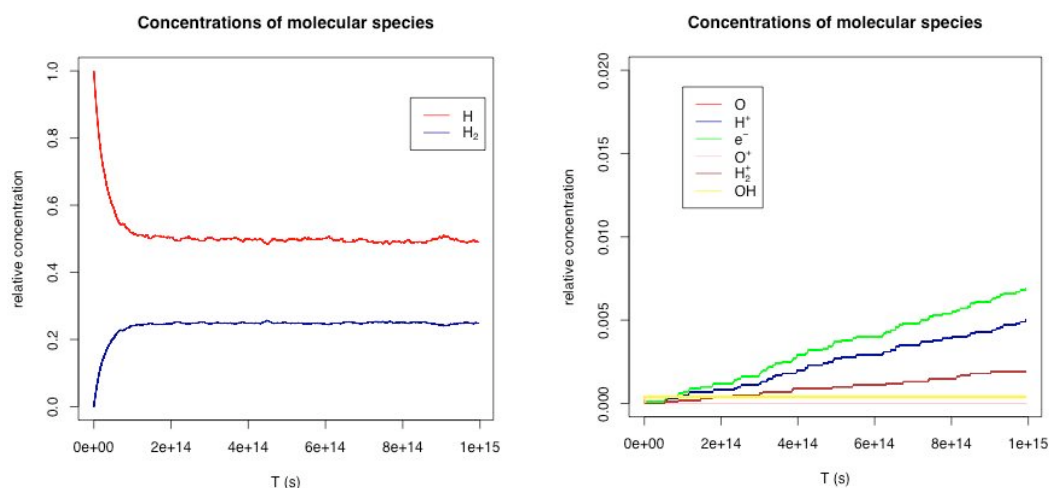 Concentrations of molecular species
relative concentration
1.0
0.8
0.6
0.4
0.2
0.0
H
H₂
0e+00 2e+14 4e+14 6e+14 8e+14 1e+15
T (s)
Concentrations of molecular species
relative concentration
0.020
0.015
0.010
0.005
0.000
O
H⁺
e⁻
O⁺
H₂⁺
OH
0e+00 2e+14 4e+14 6e+14 8e+14 1e+15
T (s)